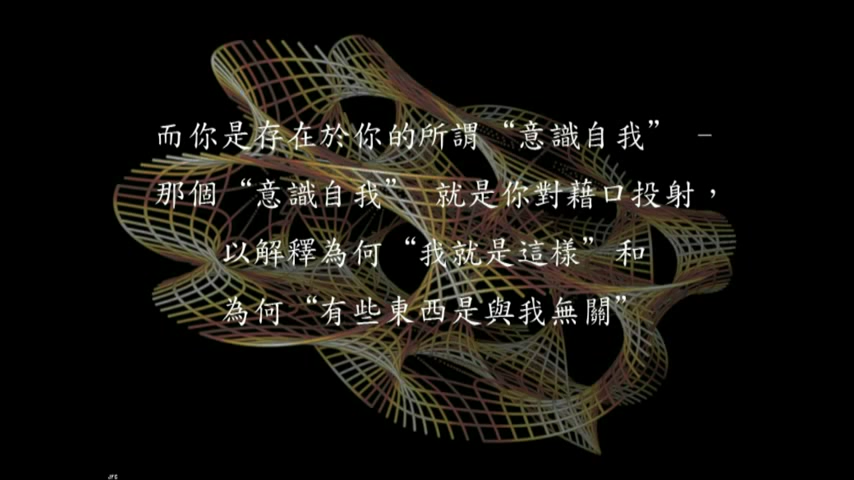 而你是存在於你的所謂“意識自我” –
那個“意識自我” 就是你對藉口投射，
以解釋為何“我就是這樣”和
為何“有些東西是與我無關”